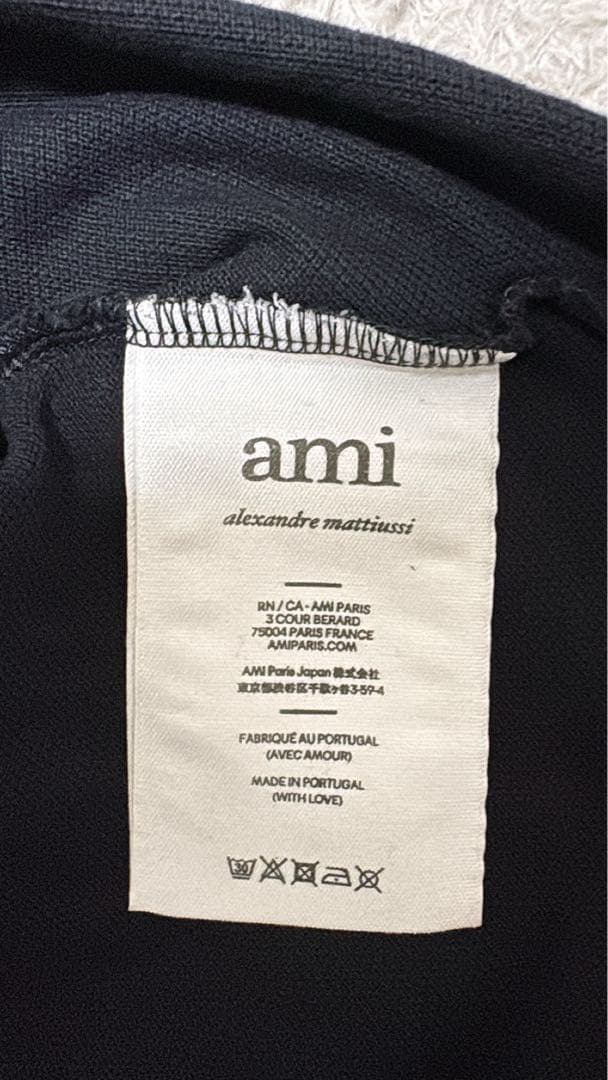 ami
alexandre mattiussi
RN / CA - AMI PARIS
3 COUR BERARD
75004 PARIS FRANCE
AMIPARIS.COM
AMI Paris Japan 株式会社
東京都渋谷区千駄ヶ谷3-59-4
FABRIQUÉ AU PORTUGAL
(AVEC AMOUR)
MADE IN PORTUGAL
(WITH LOVE)
30